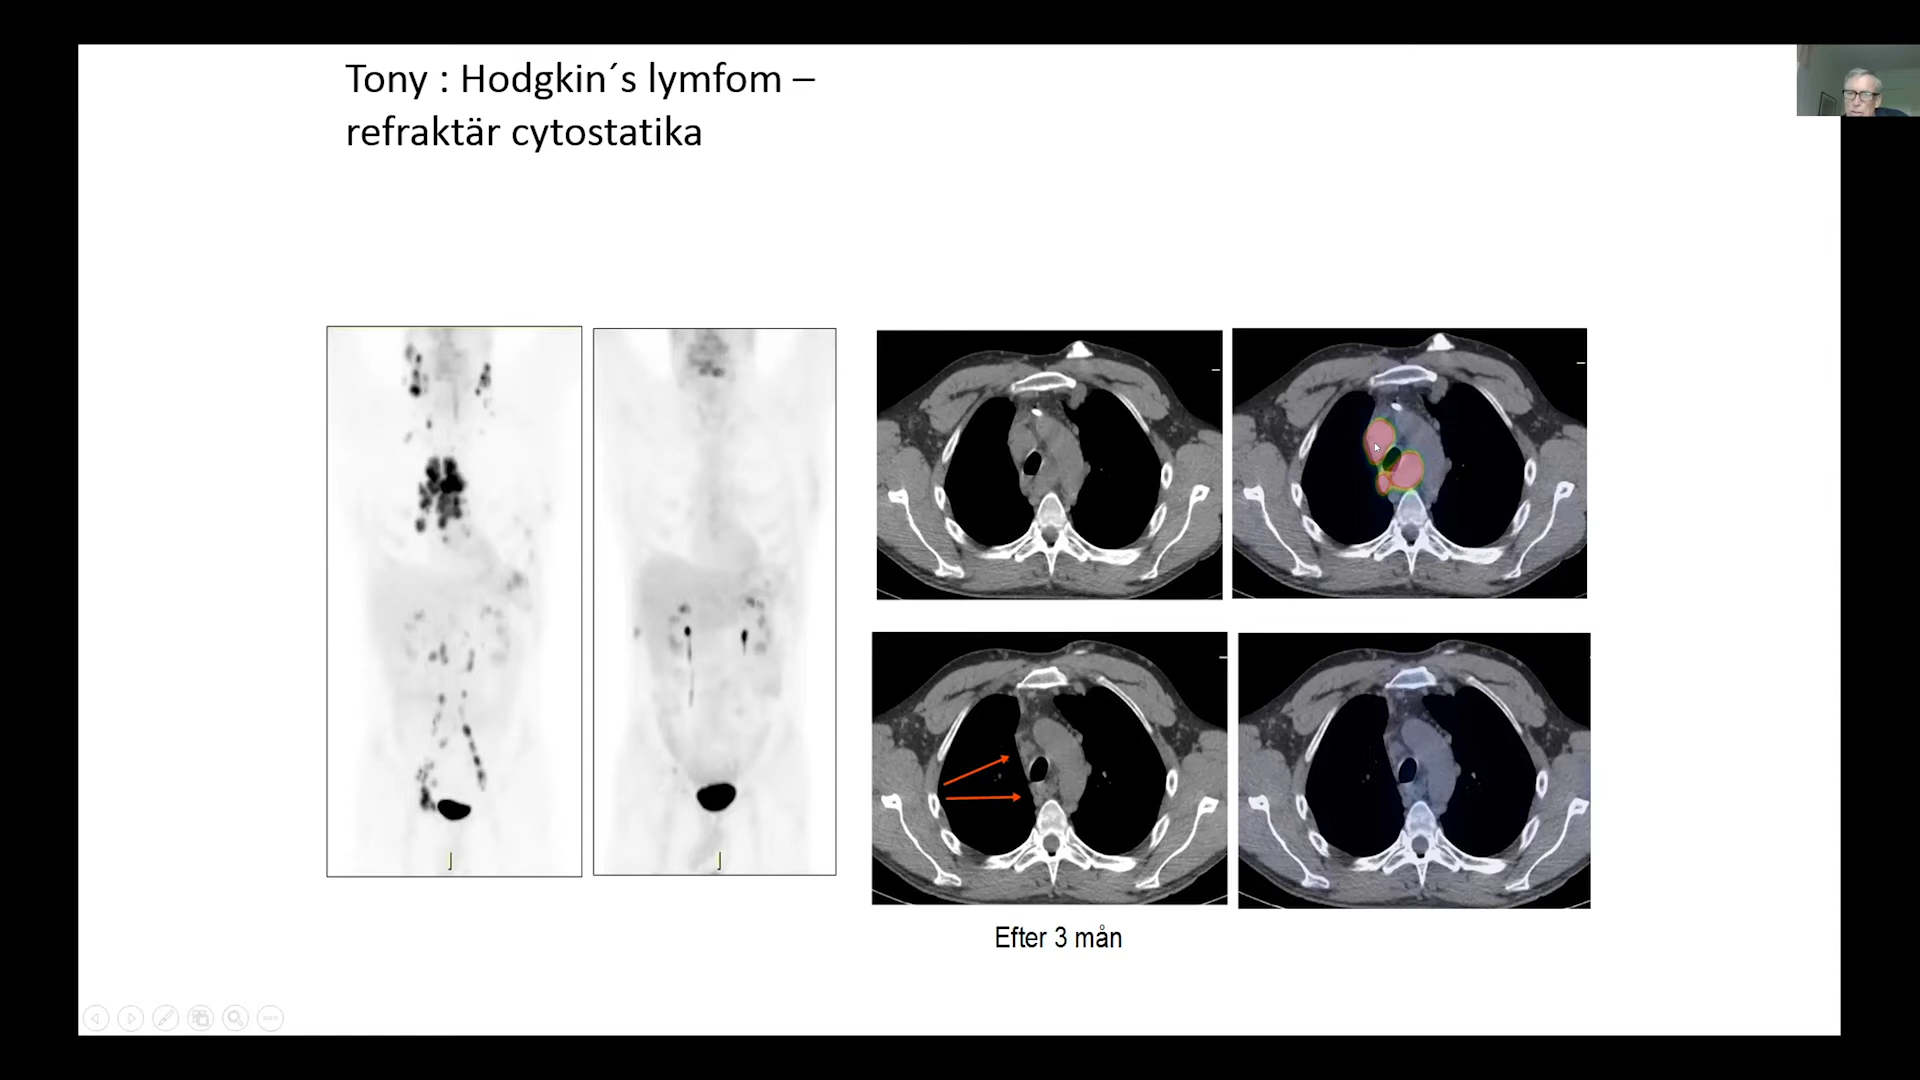 Tony : Hodgkin´s lymfom –
refraktär cytostatika
J
J
Efter 3 mån